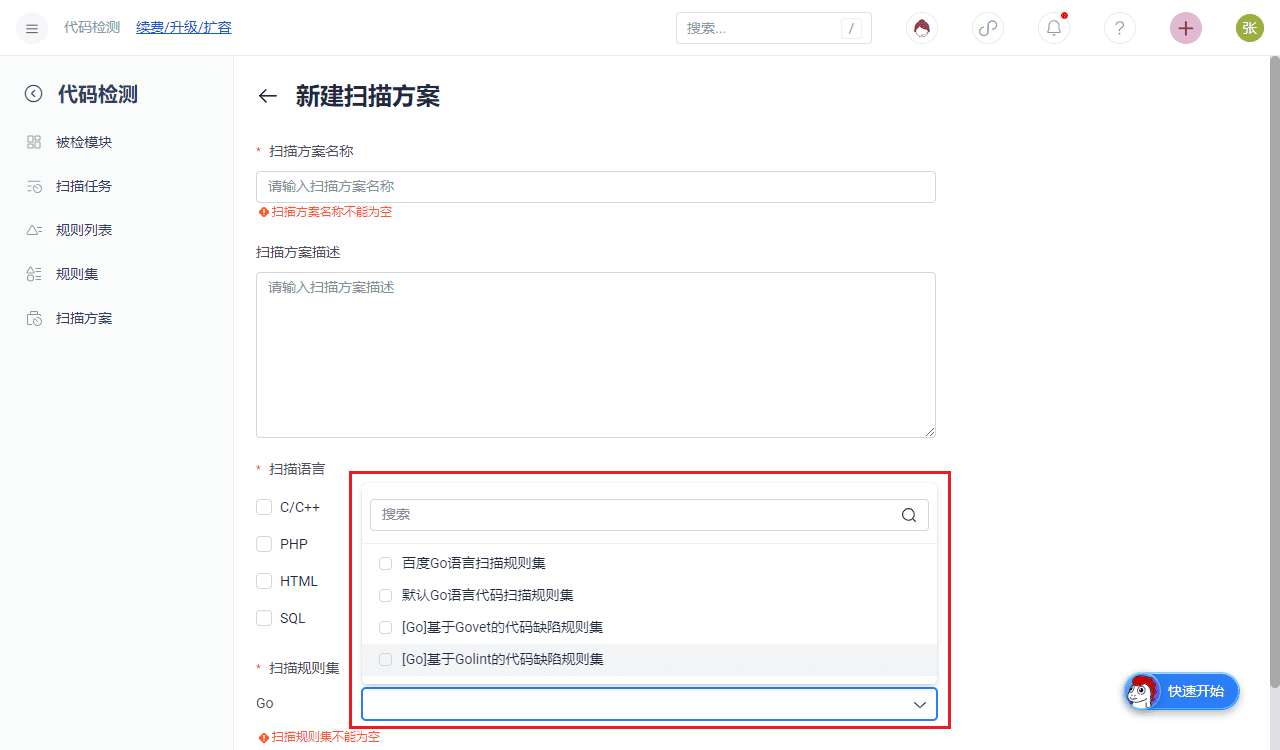 代码检测 续费/升级/扩容 搜索... / ? 张
代码检测
被检模块
扫描任务
规则列表
规则集
扫描方案
新建扫描方案
* 扫描方案名称
请输入扫描方案名称
扫描方案名称不能为空
扫描方案描述
请输入扫描方案描述
* 扫描语言
C/C++
PHP
HTML
SQL
搜索
百度Go语言扫描规则集
默认Go语言代码扫描规则集
[Go]基于Govet的代码缺陷规则集
[Go]基于Golint的代码缺陷规则集
* 扫描规则集
Go
扫描规则集不能为空
快速开始